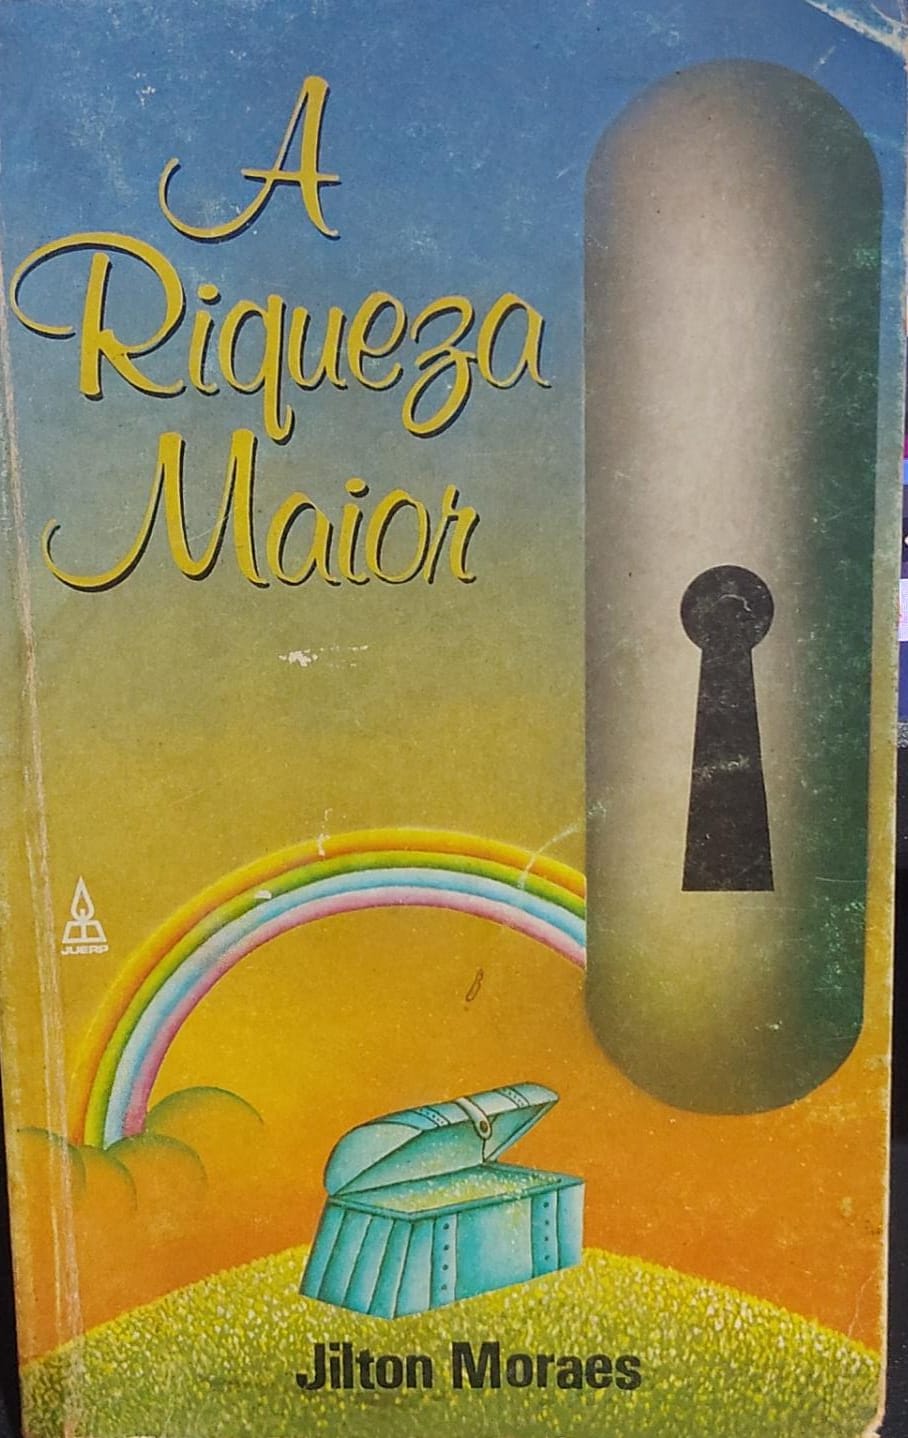 A
Riqueza
Maior
JUERP
Jilton Moraes